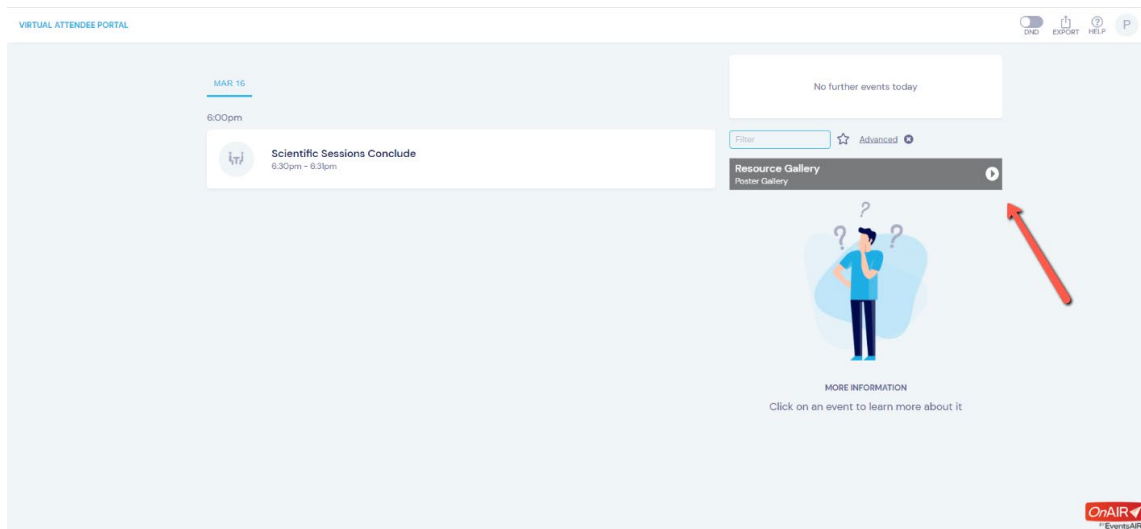 VIRTUAL ATTENDEE PORTAL
DND
EXPORT
HELP
P
MAR 16
6:00pm
Scientific Sessions Conclude
6:30pm - 6:31pm
No further events today
Filter
Advanced
Resource Gallery
Poster Gallery
? ? ?
MORE INFORMATION
Click on an event to learn more about it
OnAIR
BY EventsAIR